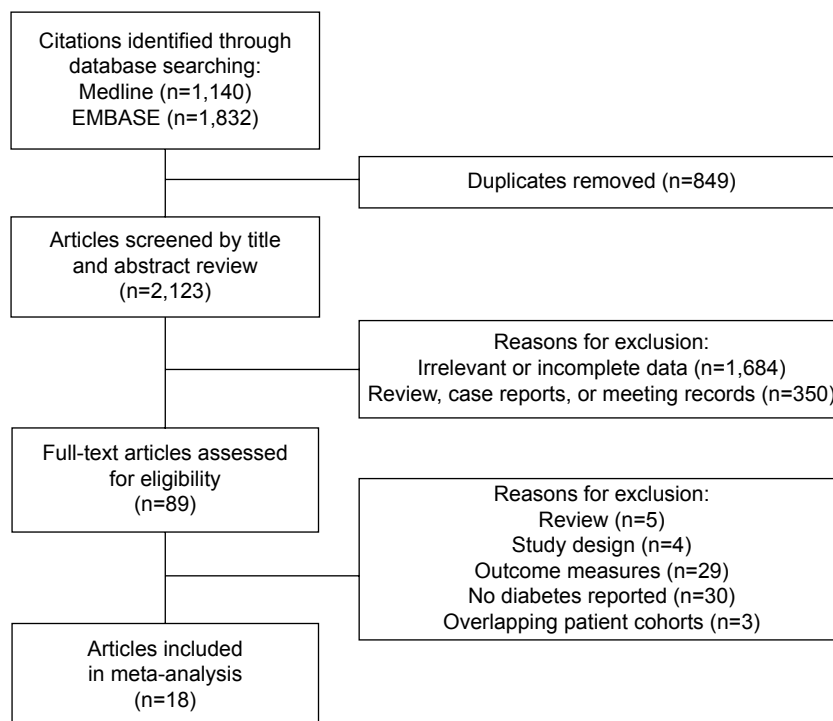 Citations identified through
database searching:
Medline (n=1,140)
EMBASE (n=1,832)
Duplicates removed (n=849)
Articles screened by title
and abstract review
(n=2,123)
Reasons for exclusion:
Irrelevant or incomplete data (n=1,684)
Review, case reports, or meeting records (n=350)
Full-text articles assessed
for eligibility
(n=89)
Reasons for exclusion:
Review (n=5)
Study design (n=4)
Outcome measures (n=29)
No diabetes reported (n=30)
Overlapping patient cohorts (n=3)
Articles included
in meta-analysis
(n=18)